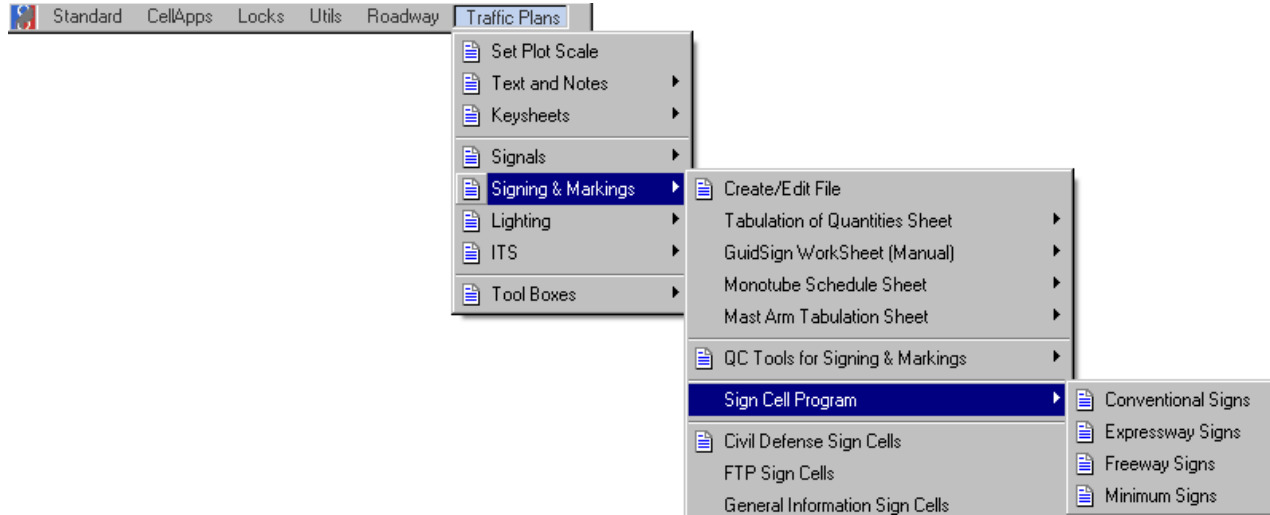 Standard CellApps Locks Utils Roadway Traffic Plans
Set Plot Scale
Text and Notes
Keysheets
Signals
Signing & Markings
Lighting
ITS
Tool Boxes
Create/Edit File
Tabulation of Quantities Sheet
GuidSign WorkSheet (Manual)
Monotube Schedule Sheet
Mast Arm Tabulation Sheet
QC Tools for Signing & Markings
Sign Cell Program
Civil Defense Sign Cells
FTP Sign Cells
General Information Sign Cells
Conventional Signs
Expressway Signs
Freeway Signs
Minimum Signs